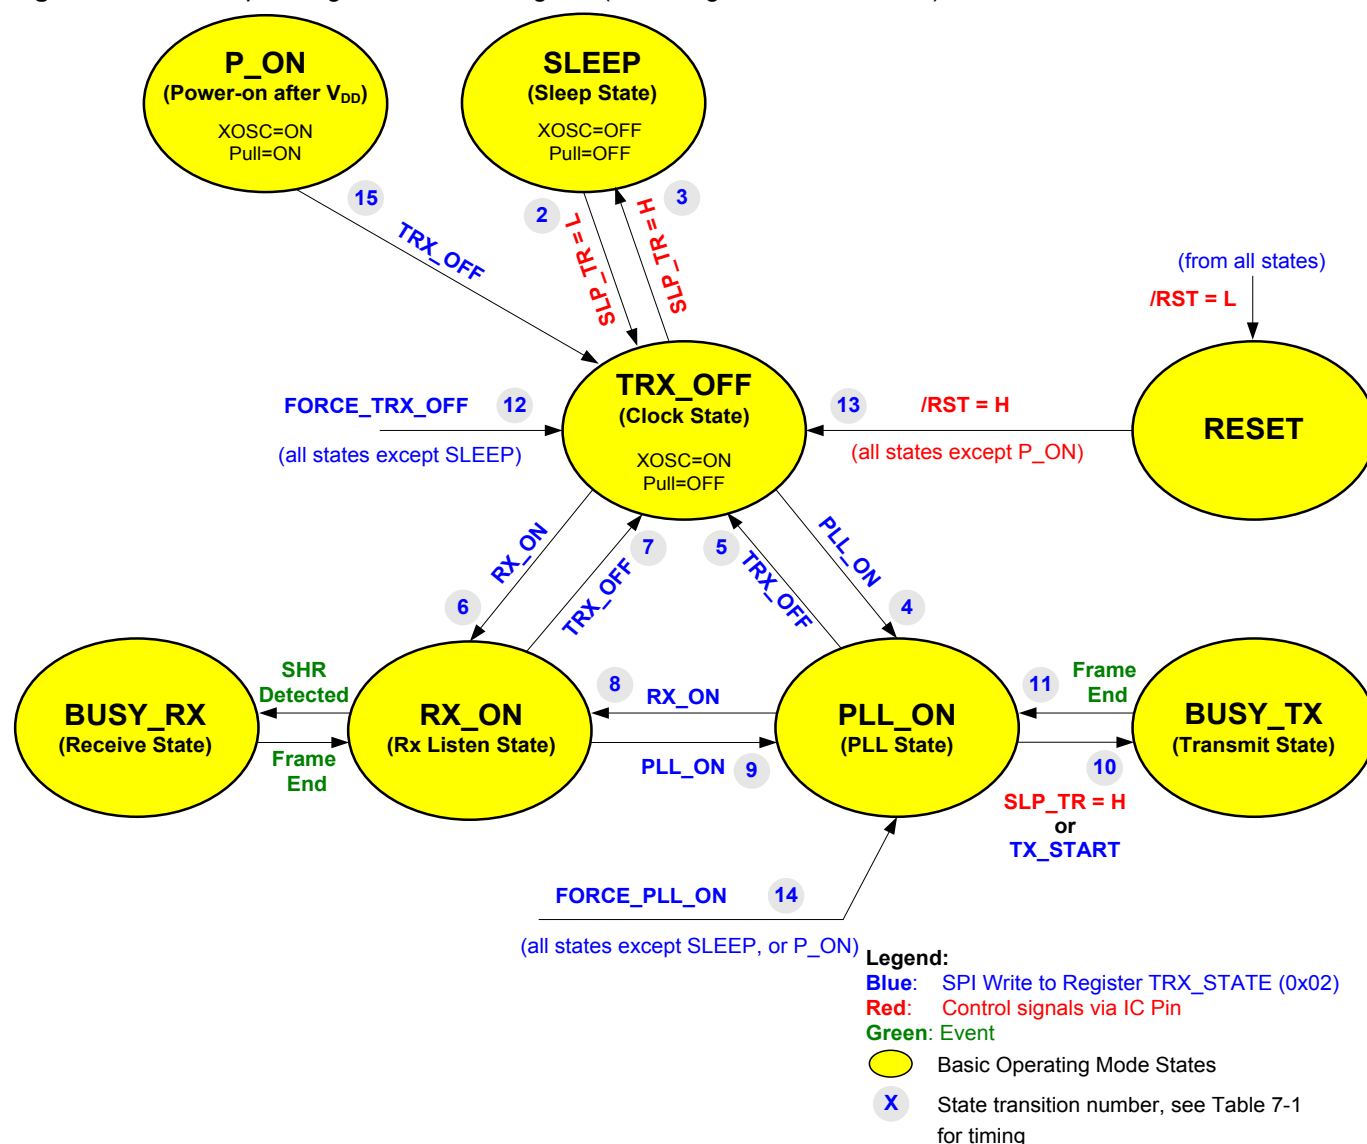 P_ON
(Power-on after VDD)
XOSC=ON
Pull=ON
SLEEP
(Sleep State)
XOSC=OFF
Pull=OFF
15
TRX_OFF
2
SLP_TR = L
3
SLP_TR = H
(from all states)
/RST = L
TRX_OFF
(Clock State)
XOSC=ON
Pull=OFF
FORCE_TRX_OFF
12
(all states except SLEEP)
13
/RST = H
(all states except P_ON)
RESET
RX_ON
6
7
TRX_OFF
5
TRX_OFF
PLL_ON
4
BUSY_RX
(Receive State)
SHR
Detected
Frame
End
RX_ON
(Rx Listen State)
8
RX_ON
PLL_ON
9
PLL_ON
(PLL State)
11
Frame
End
10
SLP_TR = H
or
TX_START
BUSY_TX
(Transmit State)
FORCE_PLL_ON
14
(all states except SLEEP, or P_ON)
Legend:
Blue: SPI Write to Register TRX_STATE (0x02)
Red: Control signals via IC Pin
Green: Event
Basic Operating Mode States
X State transition number, see Table 7-1
for timing